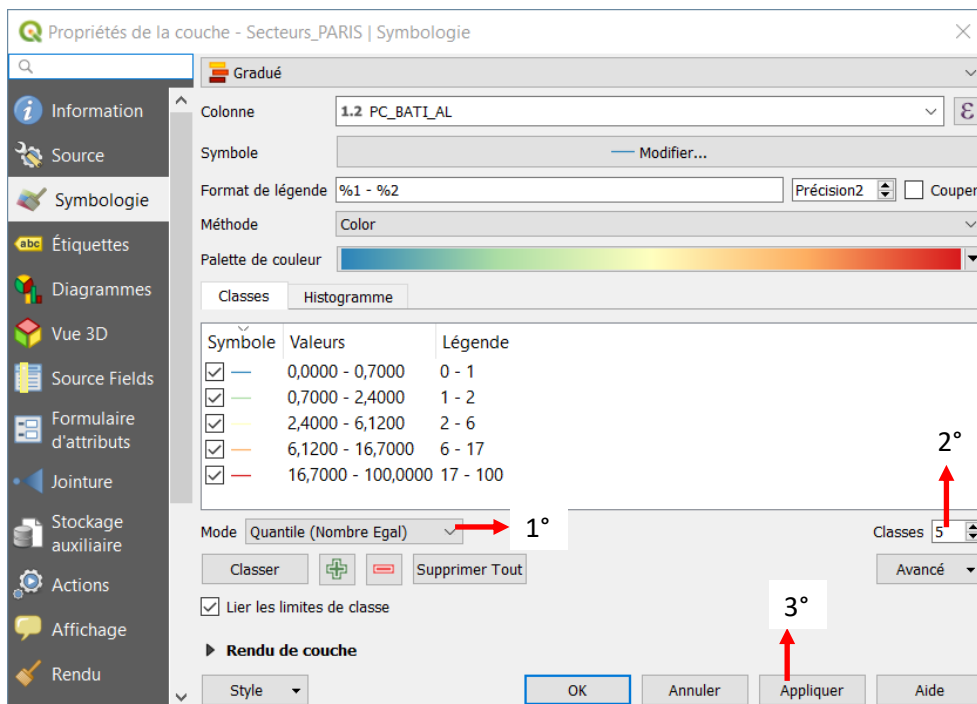 Propriétés de la couche - Secteurs_PARIS | Symbologie
Gradué
Information
Colonne 1.2 PC_BATI_AL ε
Source
Symbole Modifier...
Symbologie
Format de légende %1 - %2 Précision2 Couper
Méthode Color
abc Étiquettes
Palette de couleur
Diagrammes
Classes Histogramme
Vue 3D
Symbole Valeurs Légende
0,0000 - 0,7000 0 - 1
Source Fields
0,7000 - 2,4000 1 - 2
Formulaire
d'attributs
2,4000 - 6,1200 2 - 6
6,1200 - 16,7000 6 - 17
16,7000 - 100,0000 17 - 100
2°
Jointure
Stockage
auxiliaire
Mode Quantile (Nombre Egal) 1° Classes 5
Classer Supprimer Tout Avancé
Actions
Lier les limites de classe
3°
Affichage
Rendu de couche
Rendu
Style OK Annuler Appliquer Aide